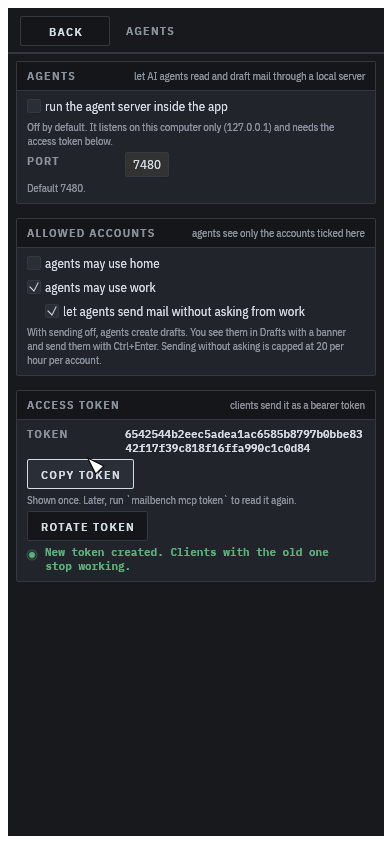 BACK AGENTS
AGENTS let AI agents read and draft mail through a local server
run the agent server inside the app
Off by default. It listens on this computer only (127.0.0.1) and needs the
access token below.
PORT 7480
Default 7480.
ALLOWED ACCOUNTS agents see only the accounts ticked here
agents may use home
agents may use work
let agents send mail without asking from work
With sending off, agents create drafts. You see them in Drafts with a banner
and send them with Ctrl+Enter. Sending without asking is capped at 20 per
hour per account.
ACCESS TOKEN clients send it as a bearer token
TOKEN 6542544b2eec5adea1ac6585b8797b0bbe83
42f17f39c818f16ffa990c1c0d84
COPY TOKEN
Shown once. Later, run `mailbench mcp token` to read it again.
ROTATE TOKEN
New token created. Clients with the old one
stop working.